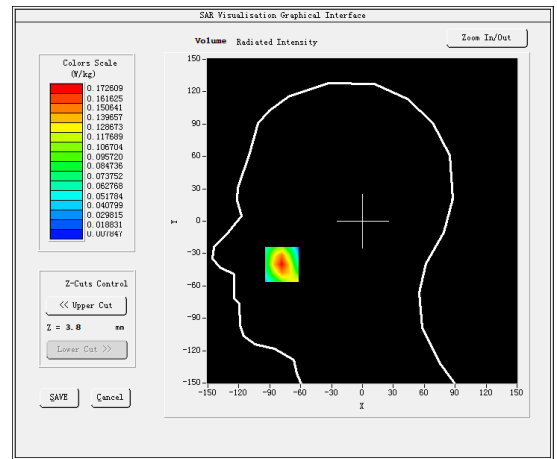 SAR Visualisation Graphical Interface
Volume Radiated Intensity
Zoom In/Out
Colors Scale
(W/kg)
0.172609
0.161625
0.150641
0.139657
0.128673
0.117689
0.106704
0.095720
0.084736
0.073752
0.062768
0.051784
0.040799
0.029815
0.018831
0.007847
Z-Cuts Control
<< Upper Cut
Z = 3.8 mm
Lower Cut >>
SAVE Cancel
150
120
90
60
30
0
-30
-60
-90
-120
-150
Y
-150 -120 -90 -60 -30 0 30 60 90 120 150
X